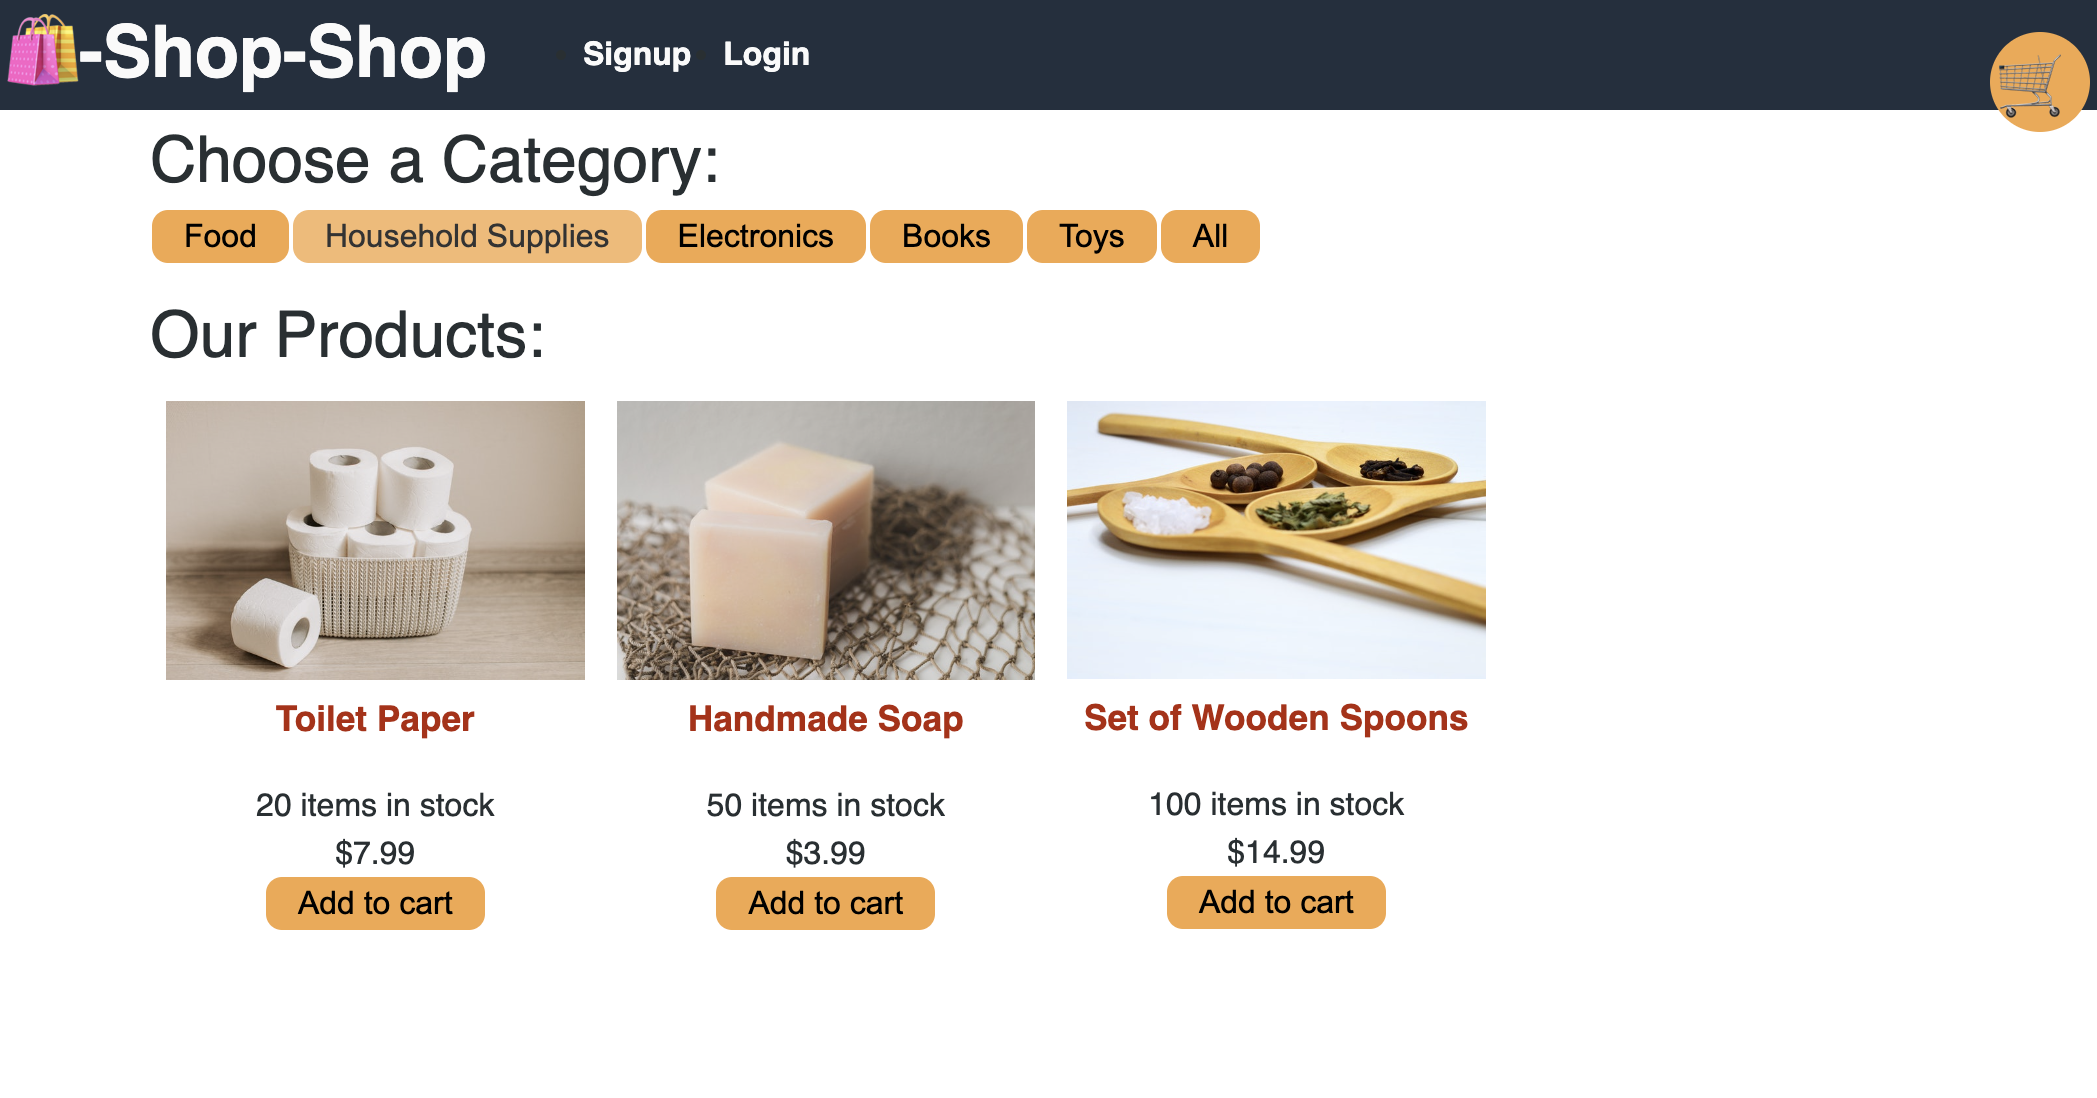 -Shop-Shop Signup Login
Choose a Category:
Food Household Supplies Electronics Books Toys All
Our Products:
Toilet Paper Handmade Soap Set of Wooden Spoons
20 items in stock 50 items in stock 100 items in stock
$7.99 $3.99 $14.99
Add to cart Add to cart Add to cart